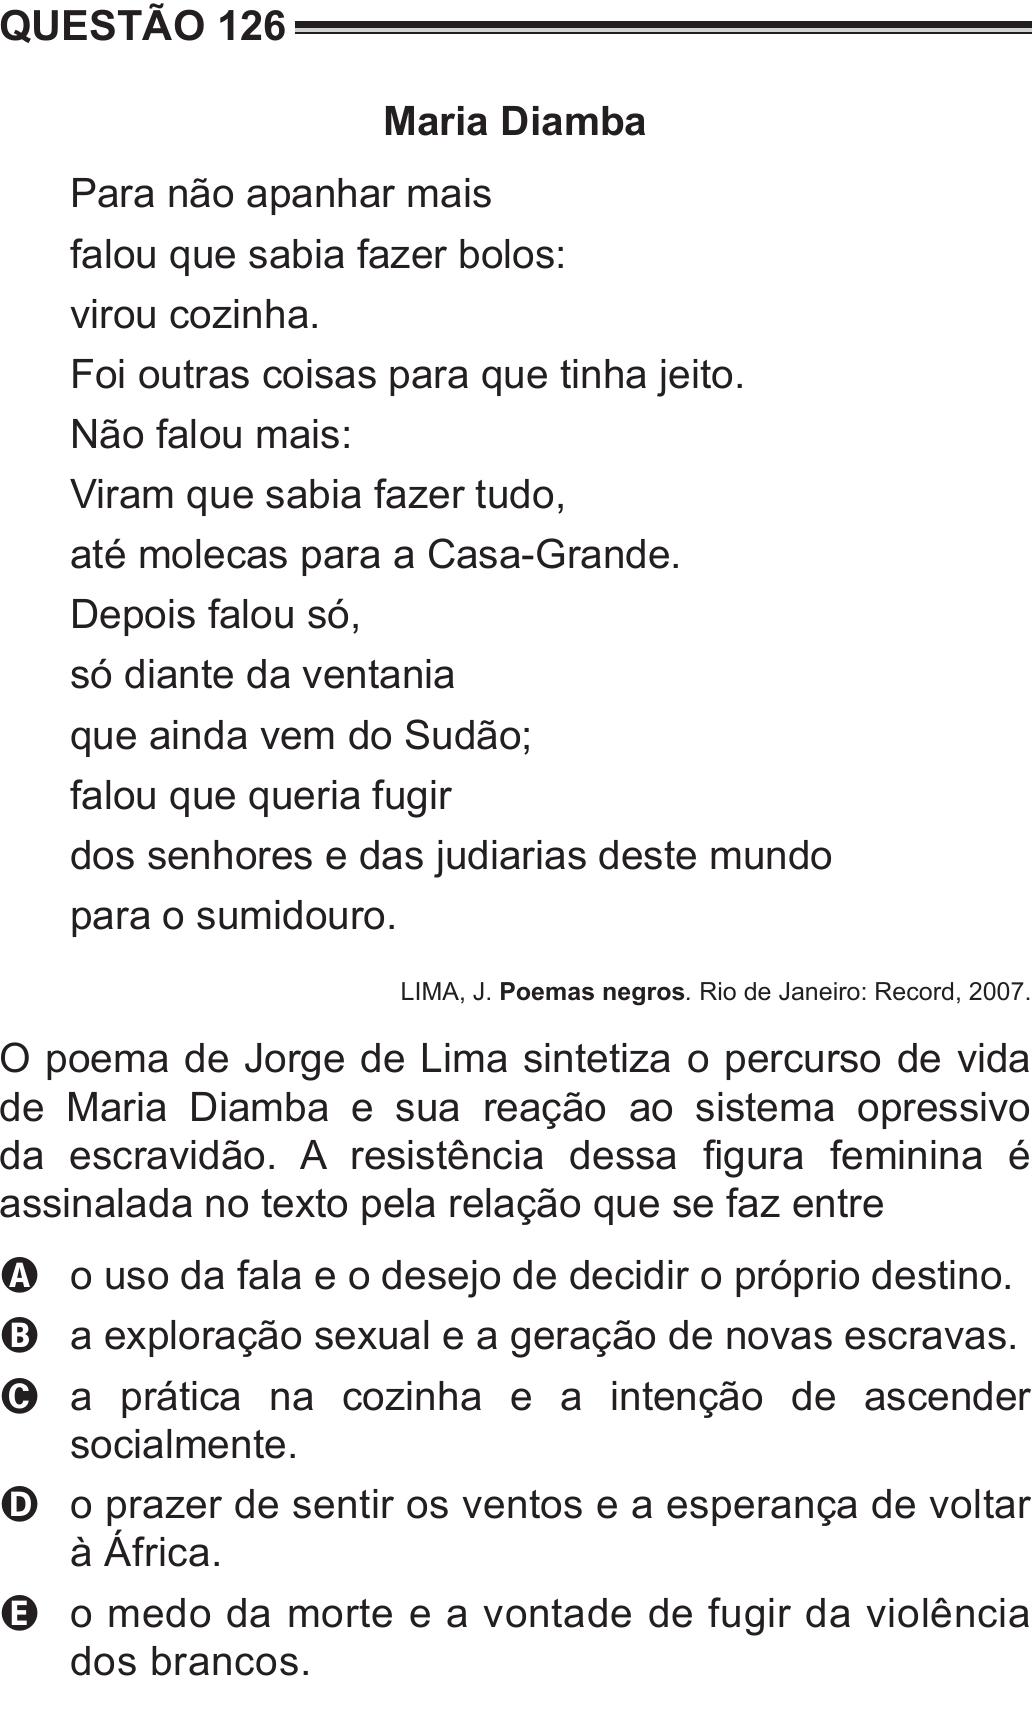 QUESTÃO 126
Maria Diamba
Para não apanhar mais
falou que sabia fazer bolos:
virou cozinha.
Foi outras coisas para que tinha jeito.
Não falou mais:
Viram que sabia fazer tudo,
até molecas para a Casa-Grande.
Depois falou só,
só diante da ventania
que ainda vem do Sudão;
falou que queria fugir
dos senhores e das judiarias deste mundo
para o sumidouro.
LIMA, J. Poemas negros. Rio de Janeiro: Record, 2007.
O poema de Jorge de Lima sintetiza o percurso de vida
de Maria Diamba e sua reação ao sistema opressivo
da escravidão. A resistência dessa figura feminina é
assinalada no texto pela relação que se faz entre
A o uso da fala e o desejo de decidir o próprio destino.
B a exploração sexual e a geração de novas escravas.
C a prática na cozinha e a intenção de ascender
socialmente.
D o prazer de sentir os ventos e a esperança de voltar
à África.
E o medo da morte e a vontade de fugir da violência
dos brancos.